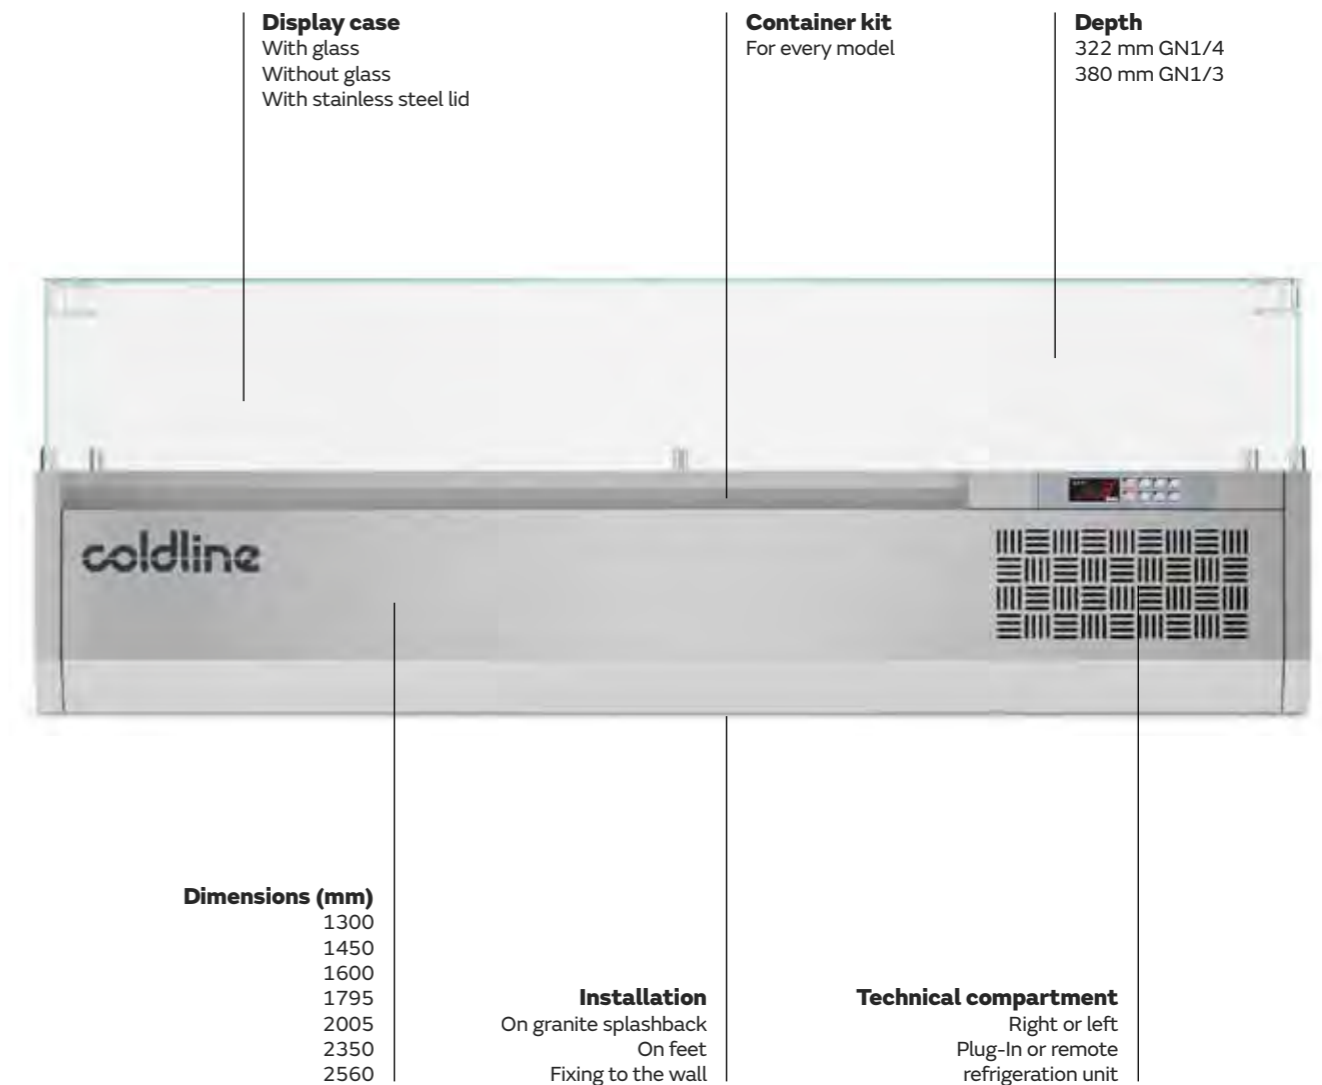 Display case
With glass
Without glass
With stainless steel lid
Container kit
For every model
Depth
322 mm GN1/4
380 mm GN1/3
coldline
Dimensions (mm)
1300
1450
1600
1795
2005
2350
2560
Installation
On granite splashback
On feet
Fixing to the wall
Technical compartment
Right or left
Plug-In or remote
refrigeration unit